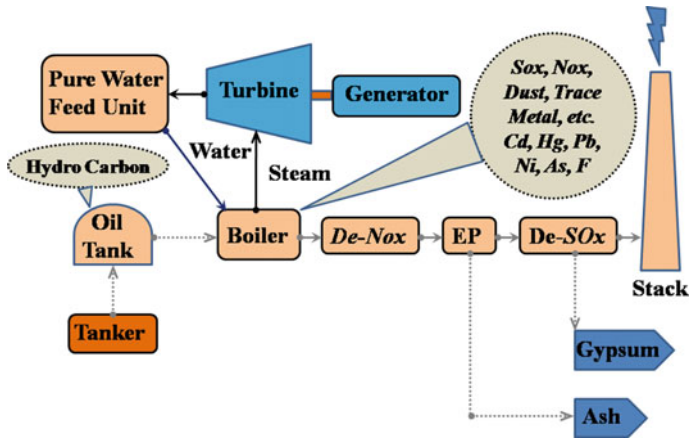 Pure Water
Feed Unit
Turbine
Generator
Sox, Nox,
Dust, Trace
Metal, etc.
Cd, Hg, Pb,
Ni, As, F
Water
Steam
Hydro Carbon
Oil
Tank
Boiler
De-Nox
EP
De-SOx
Stack
Tanker
Gypsum
Ash